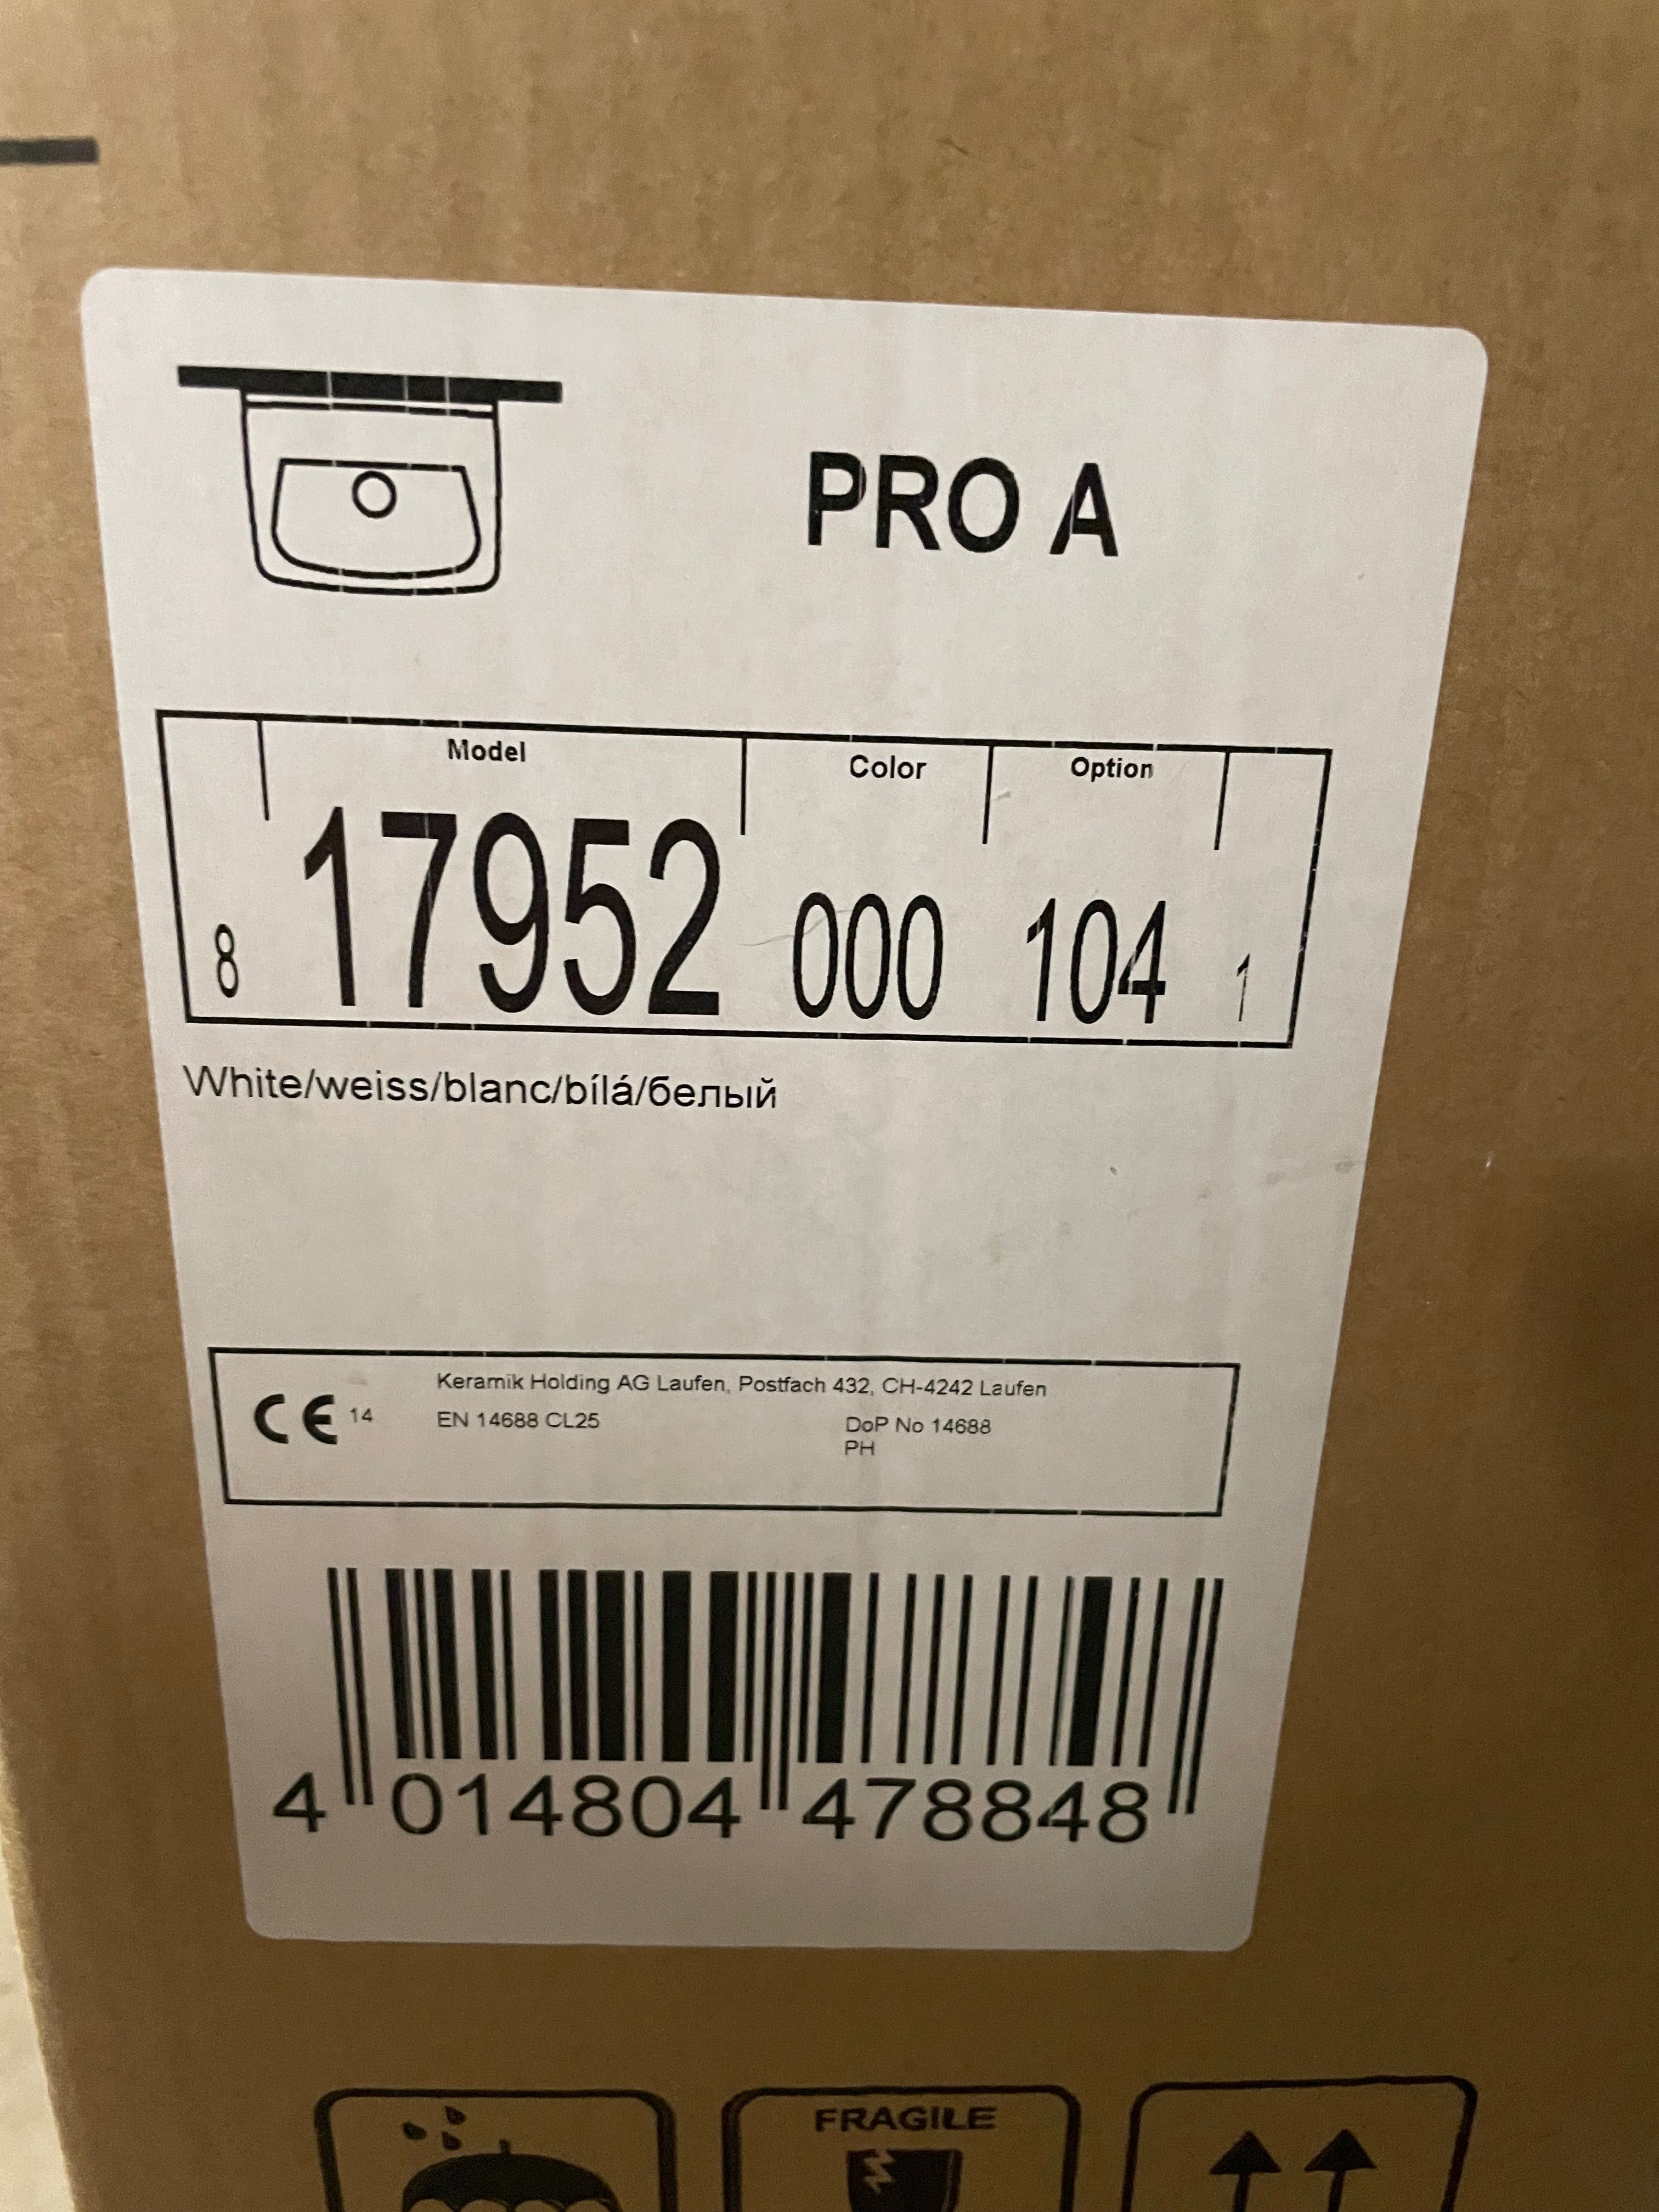 PRO A
Model Color Option
8 17952 000 104 1
White/weiss/blanc/bílá/белый
Keramik Holding AG Laufen, Postfach 432, CH-4242 Laufen
CE 14 EN 14688 CL25 DoP No 14688
PH
4 014804 478848
FRAGILE